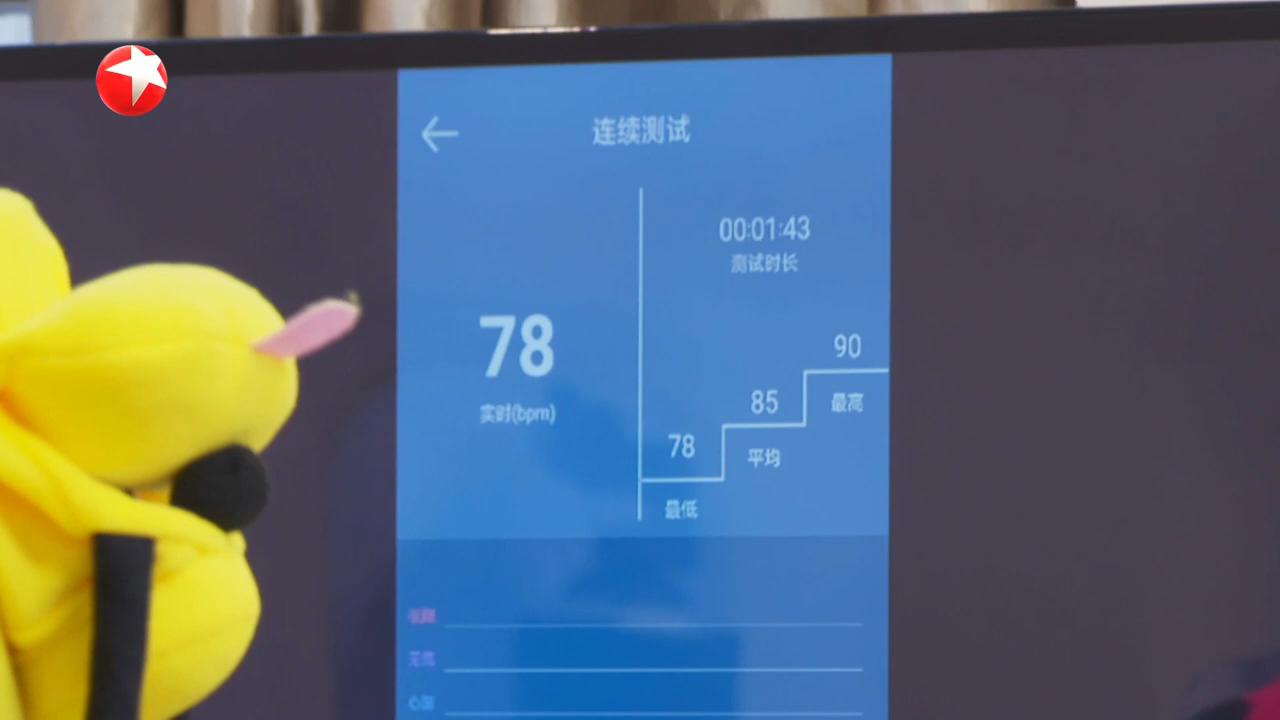 连续测试
00:01:43
测试时长
78
实时(bpm)
90
最高
85
平均
78
最低